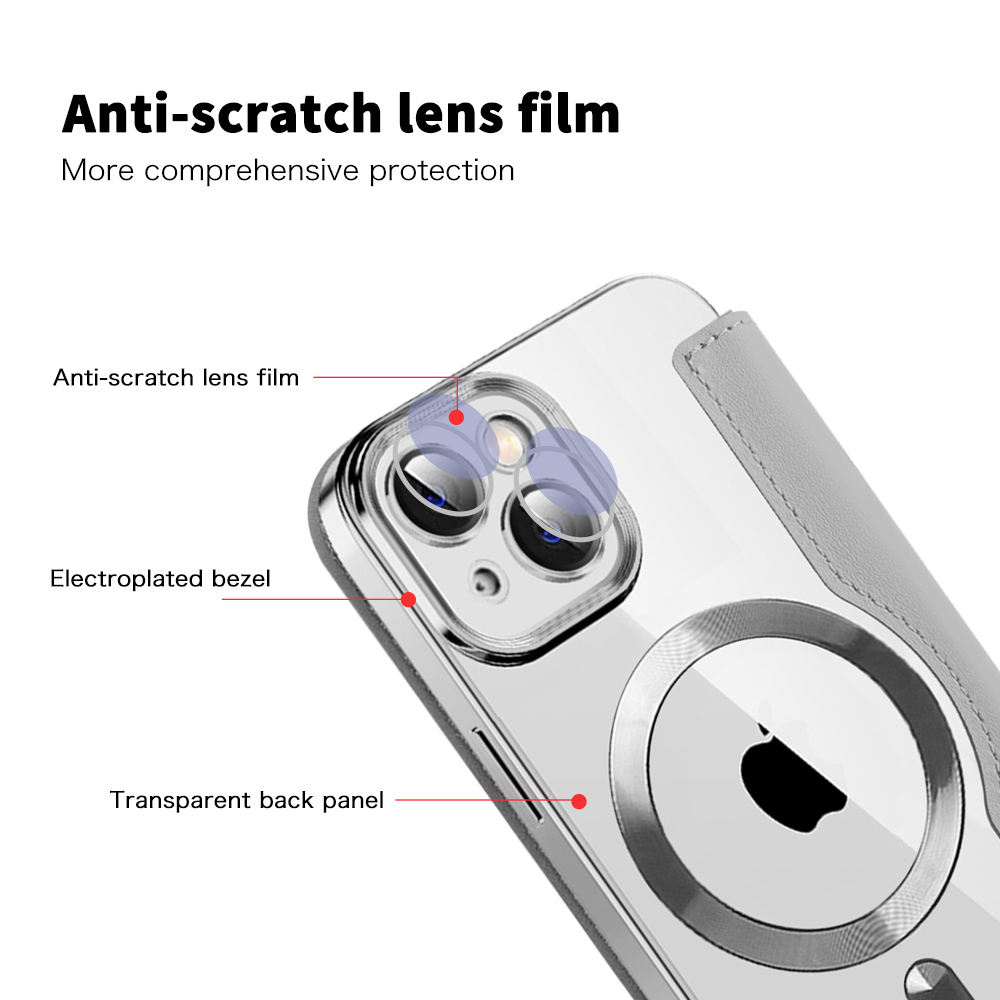 Anti-scratch lens film
More comprehensive protection
Anti-scratch lens film
Electroplated bezel
Transparent back panel